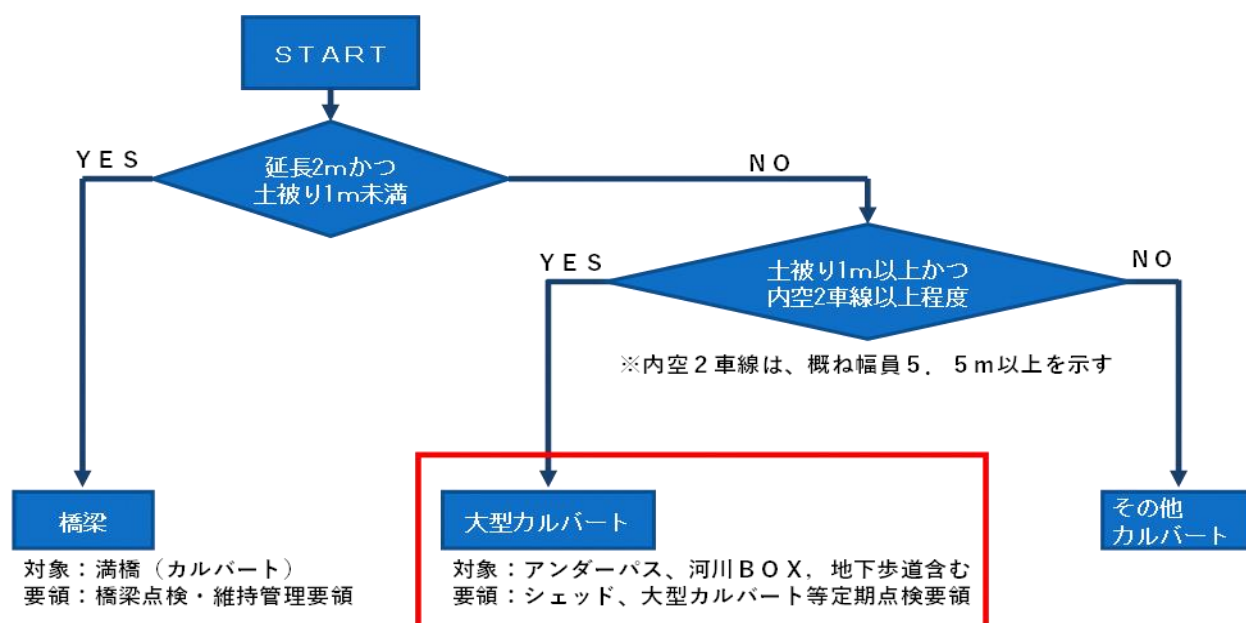 ＳＴＡＲＴ
ＹＥＳ
延長2mかつ
土被り1m未満
ＮＯ
ＹＥＳ
土被り1m以上かつ
内空2車線以上程度
ＮＯ
※内空２車線は、概ね幅員５．５ｍ以上を示す
橋梁
対象：満橋（カルバート）
要領：橋梁点検・維持管理要領
大型カルバート
対象：アンダーパス、河川ＢＯＸ，地下歩道含む
要領：シェッド、大型カルバート等定期点検要領
その他
カルバート